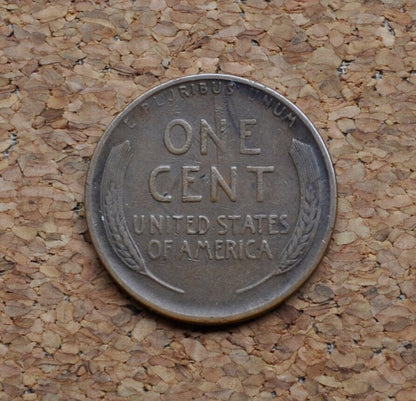 E PLURIBUS UNUM
ONE
CENT
UNITED STATES
OF AMERICA